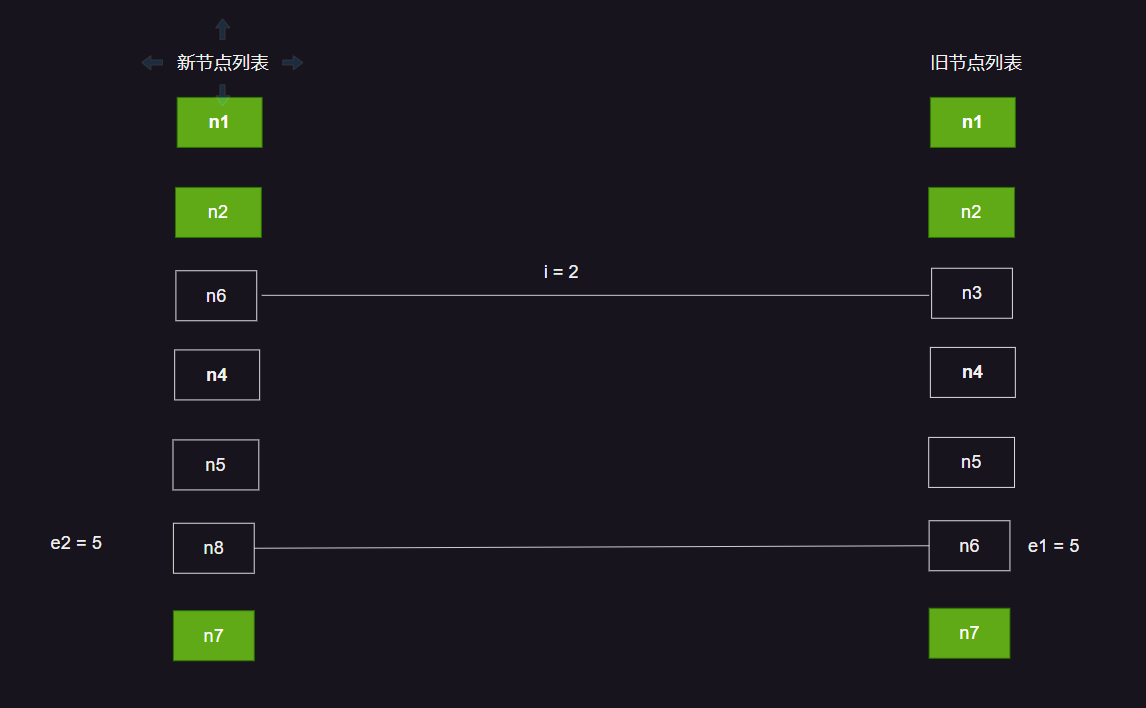 新节点列表 旧节点列表
n1 n1
n2 n2
i = 2
n6 n3
n4 n4
n5 n5
e2 = 5 n8 n6 e1 = 5
n7 n7